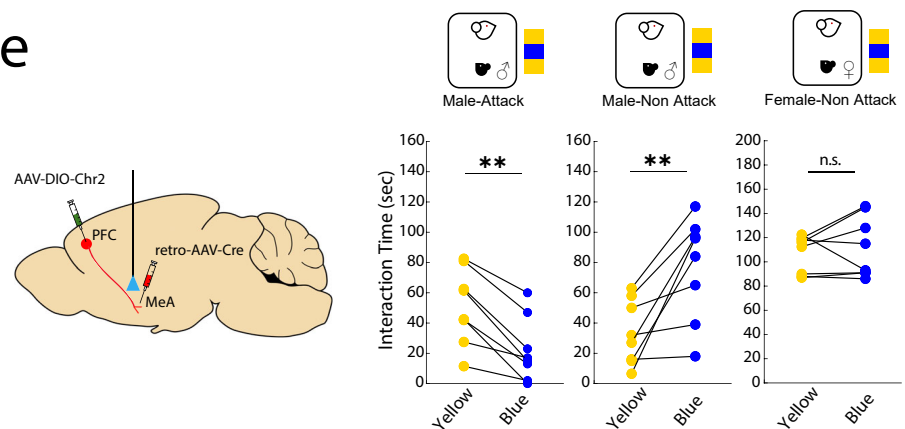 e
AAV-DIO-Chr2
PFC
retro-AAV-Cre
MeA
♂
Male-Attack
♂
Male-Non Attack
♀
Female-Non Attack
Interaction Time (sec)
160
140
120
100
80
60
40
20
0
**
Yellow
Blue
160
140
120
100
80
60
40
20
0
**
Yellow
Blue
200
180
160
140
120
100
80
60
40
20
0
n.s.
Yellow
Blue